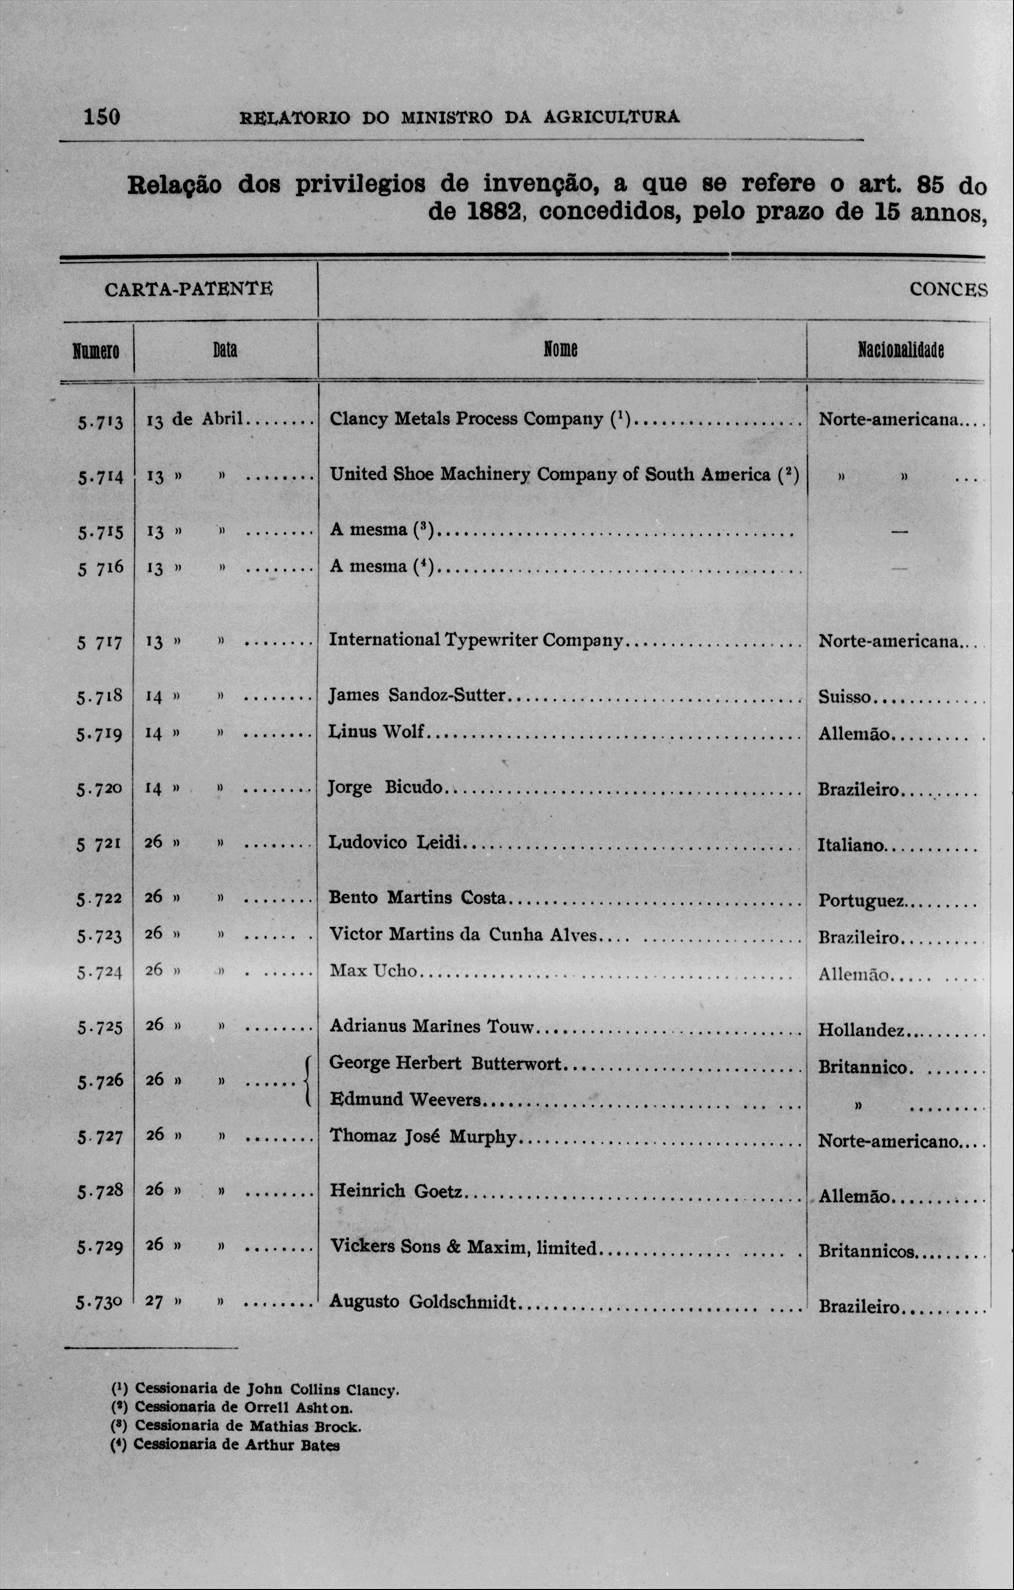 150 RELATORIO DO MINISTRO DA AGRICULTURA
Relação dos privilegios de invenção, a que se refere o art. 85 do
de 1882, concedidos, pelo prazo de 15 annos,
CARTA-PATENTE CONCES
Numero Data Nome Nacionalidade
5.713 13 de Abril........ Clancy Metals Process Company (¹)................... Norte-americana....
5.714 13 » » ........ United Shoe Machinery Company of South America (²) » » ...
5.715 13 » » ........ A mesma (³)........................................ —
5 716 13 » » ........ A mesma (⁴)........................................ —
5 717 13 » » ........ International Typewriter Company.................... Norte-americana...
5.718 14 » » ........ James Sandoz-Sutter................................. Suisso.............
5.719 14 » » ........ Linus Wolf.......................................... Allemão..........
5.720 14 » » ........ Jorge Bicudo........................................ Brazileiro.........
5 721 26 » » ........ Ludovico Leidi...................................... Italiano...........
5.722 26 » » ........ Bento Martins Costa................................. Portuguez.........
5.723 26 » » ....... Victor Martins da Cunha Alves.... .................. Brazileiro..........
5.724 26 » » . ...... Max Ucho.......................................... Allemão..... .....
5.725 26 » » ........ Adrianus Marines Touw.............................. Hollandez..........
5.726 26 » » ...... { George Herbert Butterwort........................... Britannico. .......
Edmund Weevers............................ ... ... » .........
5.727 26 » » ........ Thomaz José Murphy................................ Norte-americano....
5.728 26 » » ........ Heinrich Goetz...................................... Allemão...........
5.729 26 » » ........ Vickers Sons & Maxim, limited............... ...... . Britannicos.........
5.730 27 » » ........ Augusto Goldschmidt........................... .... Brazileiro..........
(¹) Cessionaria de John Collins Clancy.
(²) Cessionaria de Orrell Ashton.
(³) Cessionaria de Mathias Brock.
(⁴) Cessionaria de Arthur Bates